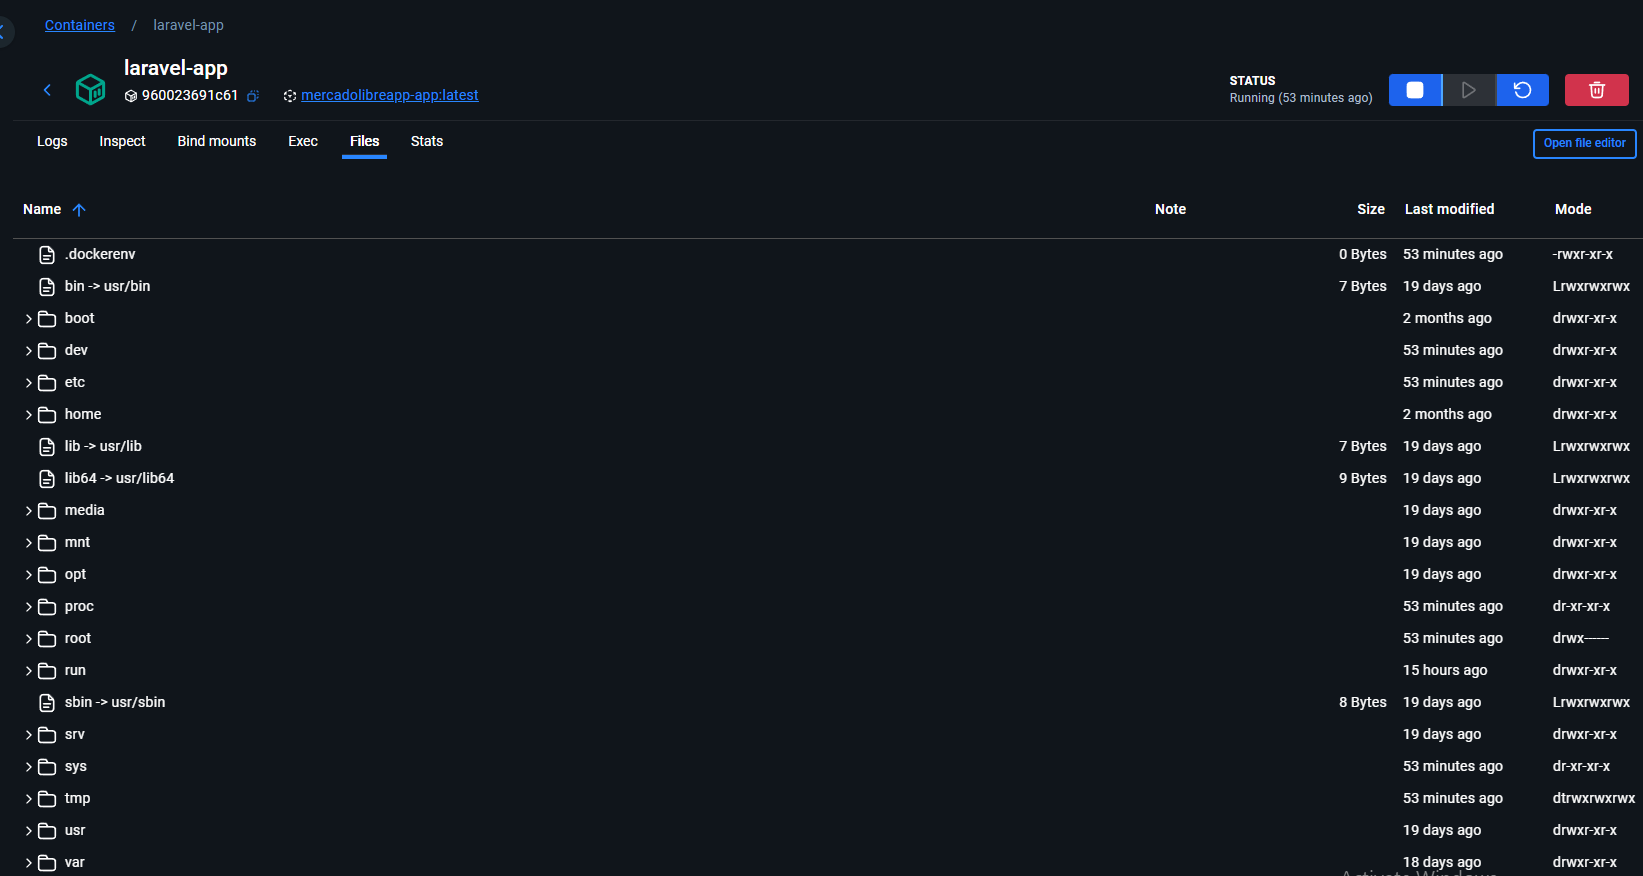 Containers / laravel-app
laravel-app
960023691c61 mercadolibreapp-app:latest
STATUS
Running (53 minutes ago)
Logs Inspect Bind mounts Exec Files Stats
Open file editor
Name Note Size Last modified Mode
.dockerenv 0 Bytes 53 minutes ago -rwxr-xr-x
bin -> usr/bin 7 Bytes 19 days ago Lrwxrwxrwx
boot 2 months ago drwxr-xr-x
dev 53 minutes ago drwxr-xr-x
etc 53 minutes ago drwxr-xr-x
home 2 months ago drwxr-xr-x
lib -> usr/lib 7 Bytes 19 days ago Lrwxrwxrwx
lib64 -> usr/lib64 9 Bytes 19 days ago Lrwxrwxrwx
media 19 days ago drwxr-xr-x
mnt 19 days ago drwxr-xr-x
opt 19 days ago drwxr-xr-x
proc 53 minutes ago dr-xr-xr-x
root 53 minutes ago drwx------
run 15 hours ago drwxr-xr-x
sbin -> usr/sbin 8 Bytes 19 days ago Lrwxrwxrwx
srv 19 days ago drwxr-xr-x
sys 53 minutes ago dr-xr-xr-x
tmp 53 minutes ago dtrwxrwxrwx
usr 19 days ago drwxr-xr-x
var 18 days ago drwxr-xr-x
Activate Windows